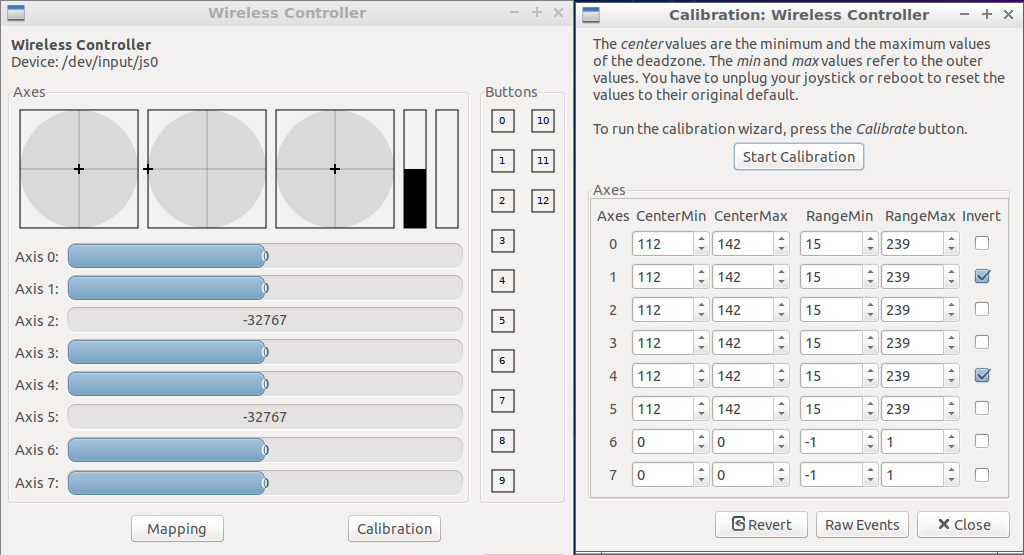 Wireless Controller
Wireless Controller
Device: /dev/input/js0
Axes
Buttons
0 10
1 11
2 12
3
4
5
6
7
8
9
Axis 0: 0
Axis 1: 0
Axis 2: -32767
Axis 3: 0
Axis 4: 0
Axis 5: -32767
Axis 6: 0
Axis 7: 0
Mapping
Calibration
Calibration: Wireless Controller
The center values are the minimum and the maximum values
of the deadzone. The min and max values refer to the outer
values. You have to unplug your joystick or reboot to reset the
values to their original default.
To run the calibration wizard, press the Calibrate button.
Start Calibration
Axes
Axes CenterMin CenterMax RangeMin RangeMax Invert
0 112 142 15 239
1 112 142 15 239
2 112 142 15 239
3 112 142 15 239
4 112 142 15 239
5 112 142 15 239
6 0 0 -1 1
7 0 0 -1 1
Revert Raw Events Close